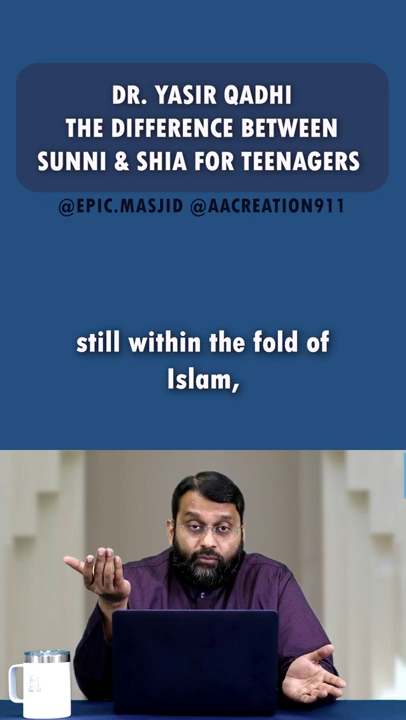 DR. YASIR QADHI
THE DIFFERENCE BETWEEN
SUNNI & SHIA FOR TEENAGERS
@EPIC.MASJID @AACREATION911
still within the fold of
Islam,